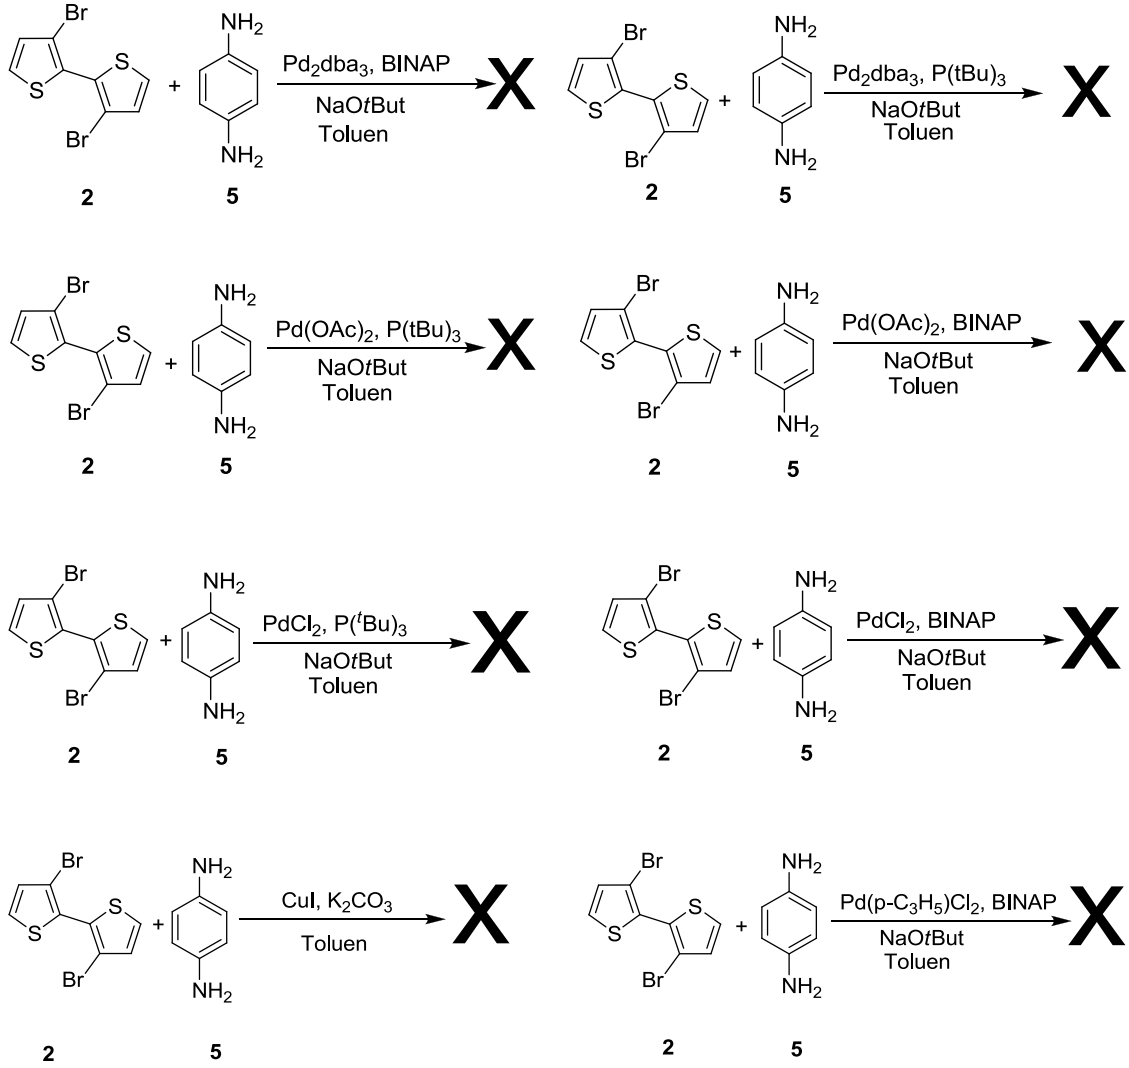 Br
S
S
Br
+
NH2
NH2
Pd2dba3, BINAP
NaOtBut
Toluen
X
2
5
Br
S
S
Br
+
NH2
NH2
Pd2dba3, P(tBu)3
NaOtBut
Toluen
X
2
5
Br
S
S
Br
+
NH2
NH2
Pd(OAc)2, P(tBu)3
NaOtBut
Toluen
X
2
5
Br
S
S
Br
+
NH2
NH2
Pd(OAc)2, BINAP
NaOtBut
Toluen
X
2
5
Br
S
S
Br
+
NH2
NH2
PdCl2, P(tBu)3
NaOtBut
Toluen
X
2
5
Br
S
S
Br
+
NH2
NH2
PdCl2, BINAP
NaOtBut
Toluen
X
2
5
Br
S
S
Br
+
NH2
NH2
CuI, K2CO3
Toluen
X
2
5
Br
S
S
Br
+
NH2
NH2
Pd(p-C3H5)Cl2, BINAP
NaOtBut
Toluen
X
2
5